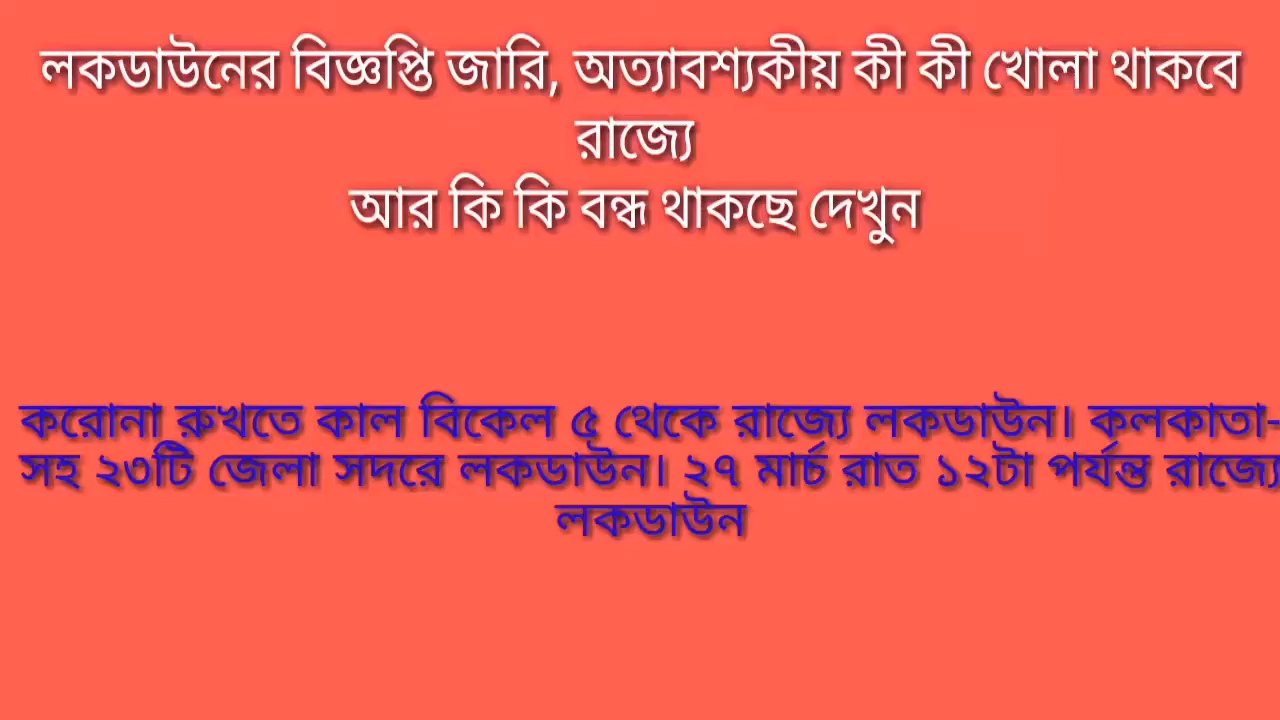 লকডাউনের বিজ্ঞপ্তি জারি, অত্যাবশ্যকীয় কী কী খোলা থাকবে
রাজ্যে
আর কি কি বন্ধ থাকছে দেখুন
করোনা রুখতে কাল বিকেল ৫ থেকে রাজ্যে লকডাউন। কলকাতা-
সহ ২৩টি জেলা সদরে লকডাউন। ২৭ মার্চ রাত ১২টা পর্যন্ত রাজ্যে
লকডাউন